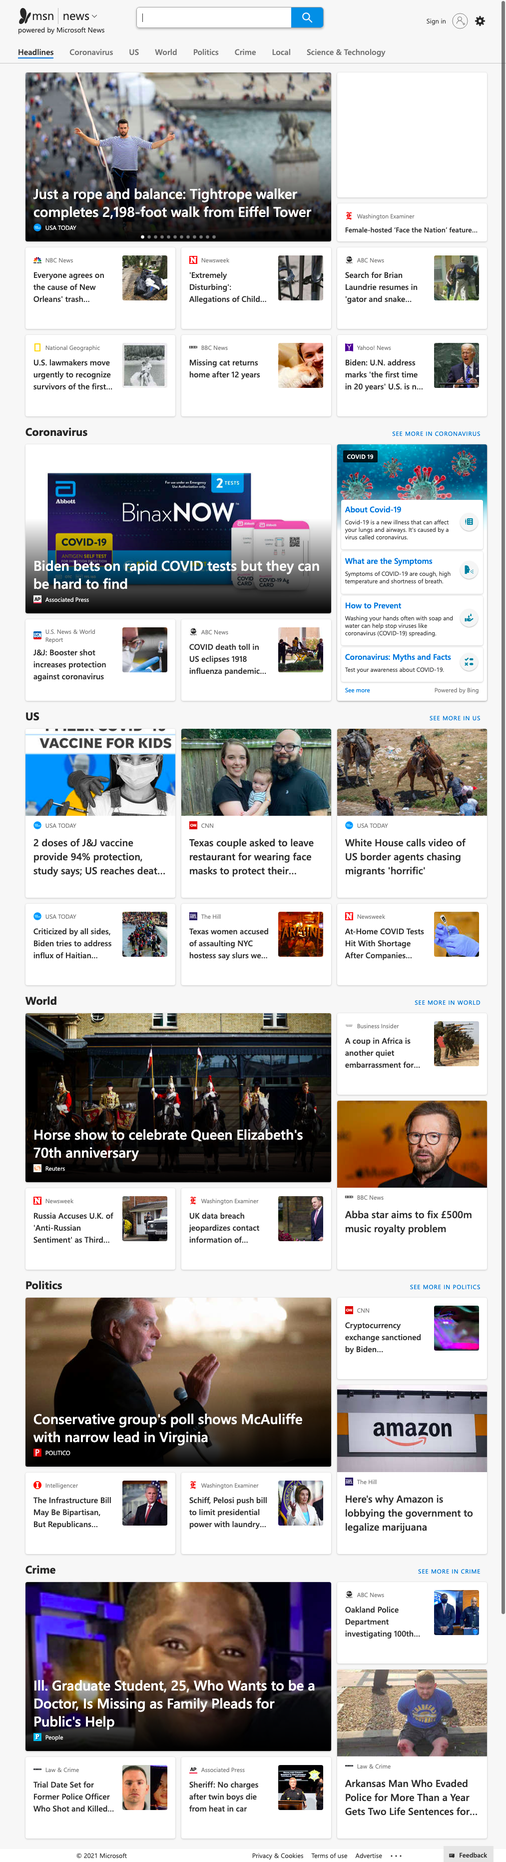 msn | news
powered by Microsoft News
Sign in
Headlines Coronavirus US World Politics Crime Local Science & Technology
Just a rope and balance: Tightrope walker
completes 2,198-foot walk from Eiffel Tower
USA TODAY
Washington Examiner
Female-hosted 'Face the Nation' feature...
NBC News
Everyone agrees on
the cause of New
Orleans' trash...
Newsweek
'Extremely
Disturbing':
Allegations of Child...
ABC News
Search for Brian
Laundrie resumes in
'gator and snake...
National Geographic
U.S. lawmakers move
urgently to recognize
survivors of the first...
BBC News
Missing cat returns
home after 12 years
Yahoo! News
Biden: U.N. address
marks 'the first time
in 20 years' U.S. is n...
Coronavirus
SEE MORE IN CORONAVIRUS
2 TESTS
Abbott
BinaxNOW
COVID-19
ANTIGEN SELF TEST
Biden bets on rapid COVID tests but they can
be hard to find
Associated Press
COVID 19
About Covid-19
Covid-19 is a new illness that can affect
your lungs and airways. It's caused by a
virus called coronavirus.
What are the Symptoms
Symptoms of COVID-19 are cough, high
temperature and shortness of breath.
How to Prevent
Washing your hands often with soap and
water can help stop viruses like
coronavirus (COVID-19) spreading.
Coronavirus: Myths and Facts
Test your awareness about COVID-19.
See more
Powered by Bing
U.S. News & World
Report
J&J: Booster shot
increases protection
against coronavirus
ABC News
COVID death toll in
US eclipses 1918
influenza pandemic...
US
SEE MORE IN US
VACCINE FOR KIDS
USA TODAY
2 doses of J&J vaccine
provide 94% protection,
study says; US reaches deat...
CNN
Texas couple asked to leave
restaurant for wearing face
masks to protect their...
USA TODAY
White House calls video of
US border agents chasing
migrants 'horrific'
USA TODAY
Criticized by all sides,
Biden tries to address
influx of Haitian...
The Hill
Texas women accused
of assaulting NYC
hostess say slurs we...
Newsweek
At-Home COVID Tests
Hit With Shortage
After Companies...
World
SEE MORE IN WORLD
Horse show to celebrate Queen Elizabeth's
70th anniversary
Reuters
Business Insider
A coup in Africa is
another quiet
embarrassment for...
BBC News
Abba star aims to fix £500m
music royalty problem
Newsweek
Russia Accuses U.K. of
'Anti-Russian
Sentiment' as Third...
Washington Examiner
UK data breach
jeopardizes contact
information of...
Politics
SEE MORE IN POLITICS
Conservative group's poll shows McAuliffe
with narrow lead in Virginia
POLITICO
CNN
Cryptocurrency
exchange sanctioned
by Biden...
amazon
The Hill
Here's why Amazon is
lobbying the government to
legalize marijuana
Intelligencer
The Infrastructure Bill
May Be Bipartisan,
But Republicans...
Washington Examiner
Schiff, Pelosi push bill
to limit presidential
power with laundry...
Crime
SEE MORE IN CRIME
Ill. Graduate Student, 25, Who Wants to be a
Doctor, Is Missing as Family Pleads for
Public's Help
People
ABC News
Oakland Police
Department
investigating 100th...
Law & Crime
Arkansas Man Who Evaded
Police for More Than a Year
Gets Two Life Sentences for...
Law & Crime
Trial Date Set for
Former Police Officer
Who Shot and Killed...
Associated Press
Sheriff: No charges
after twin boys die
from heat in car
© 2021 Microsoft
Privacy & Cookies Terms of use Advertise
Feedback